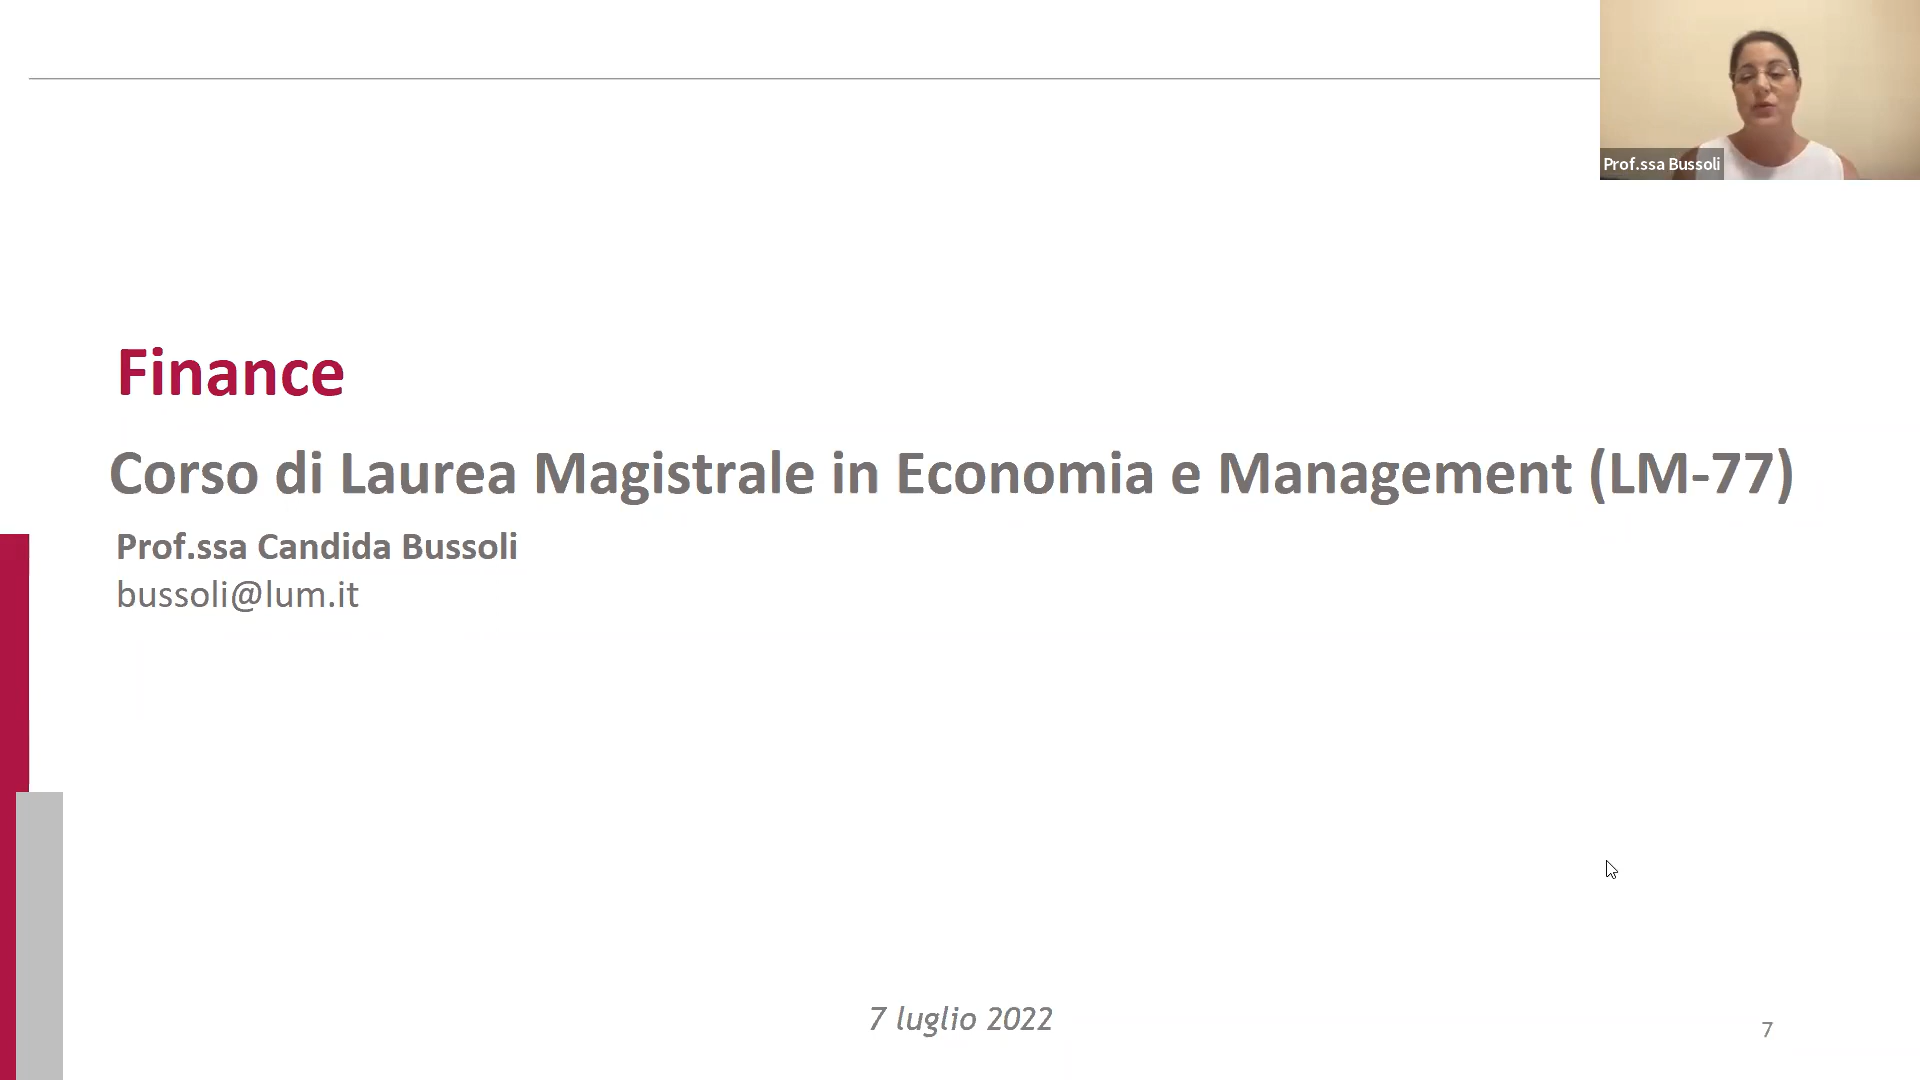 Prof.ssa Bussoli
Finance
Corso di Laurea Magistrale in Economia e Management (LM-77)
Prof.ssa Candida Bussoli
bussoli@lum.it
7 luglio 2022
7